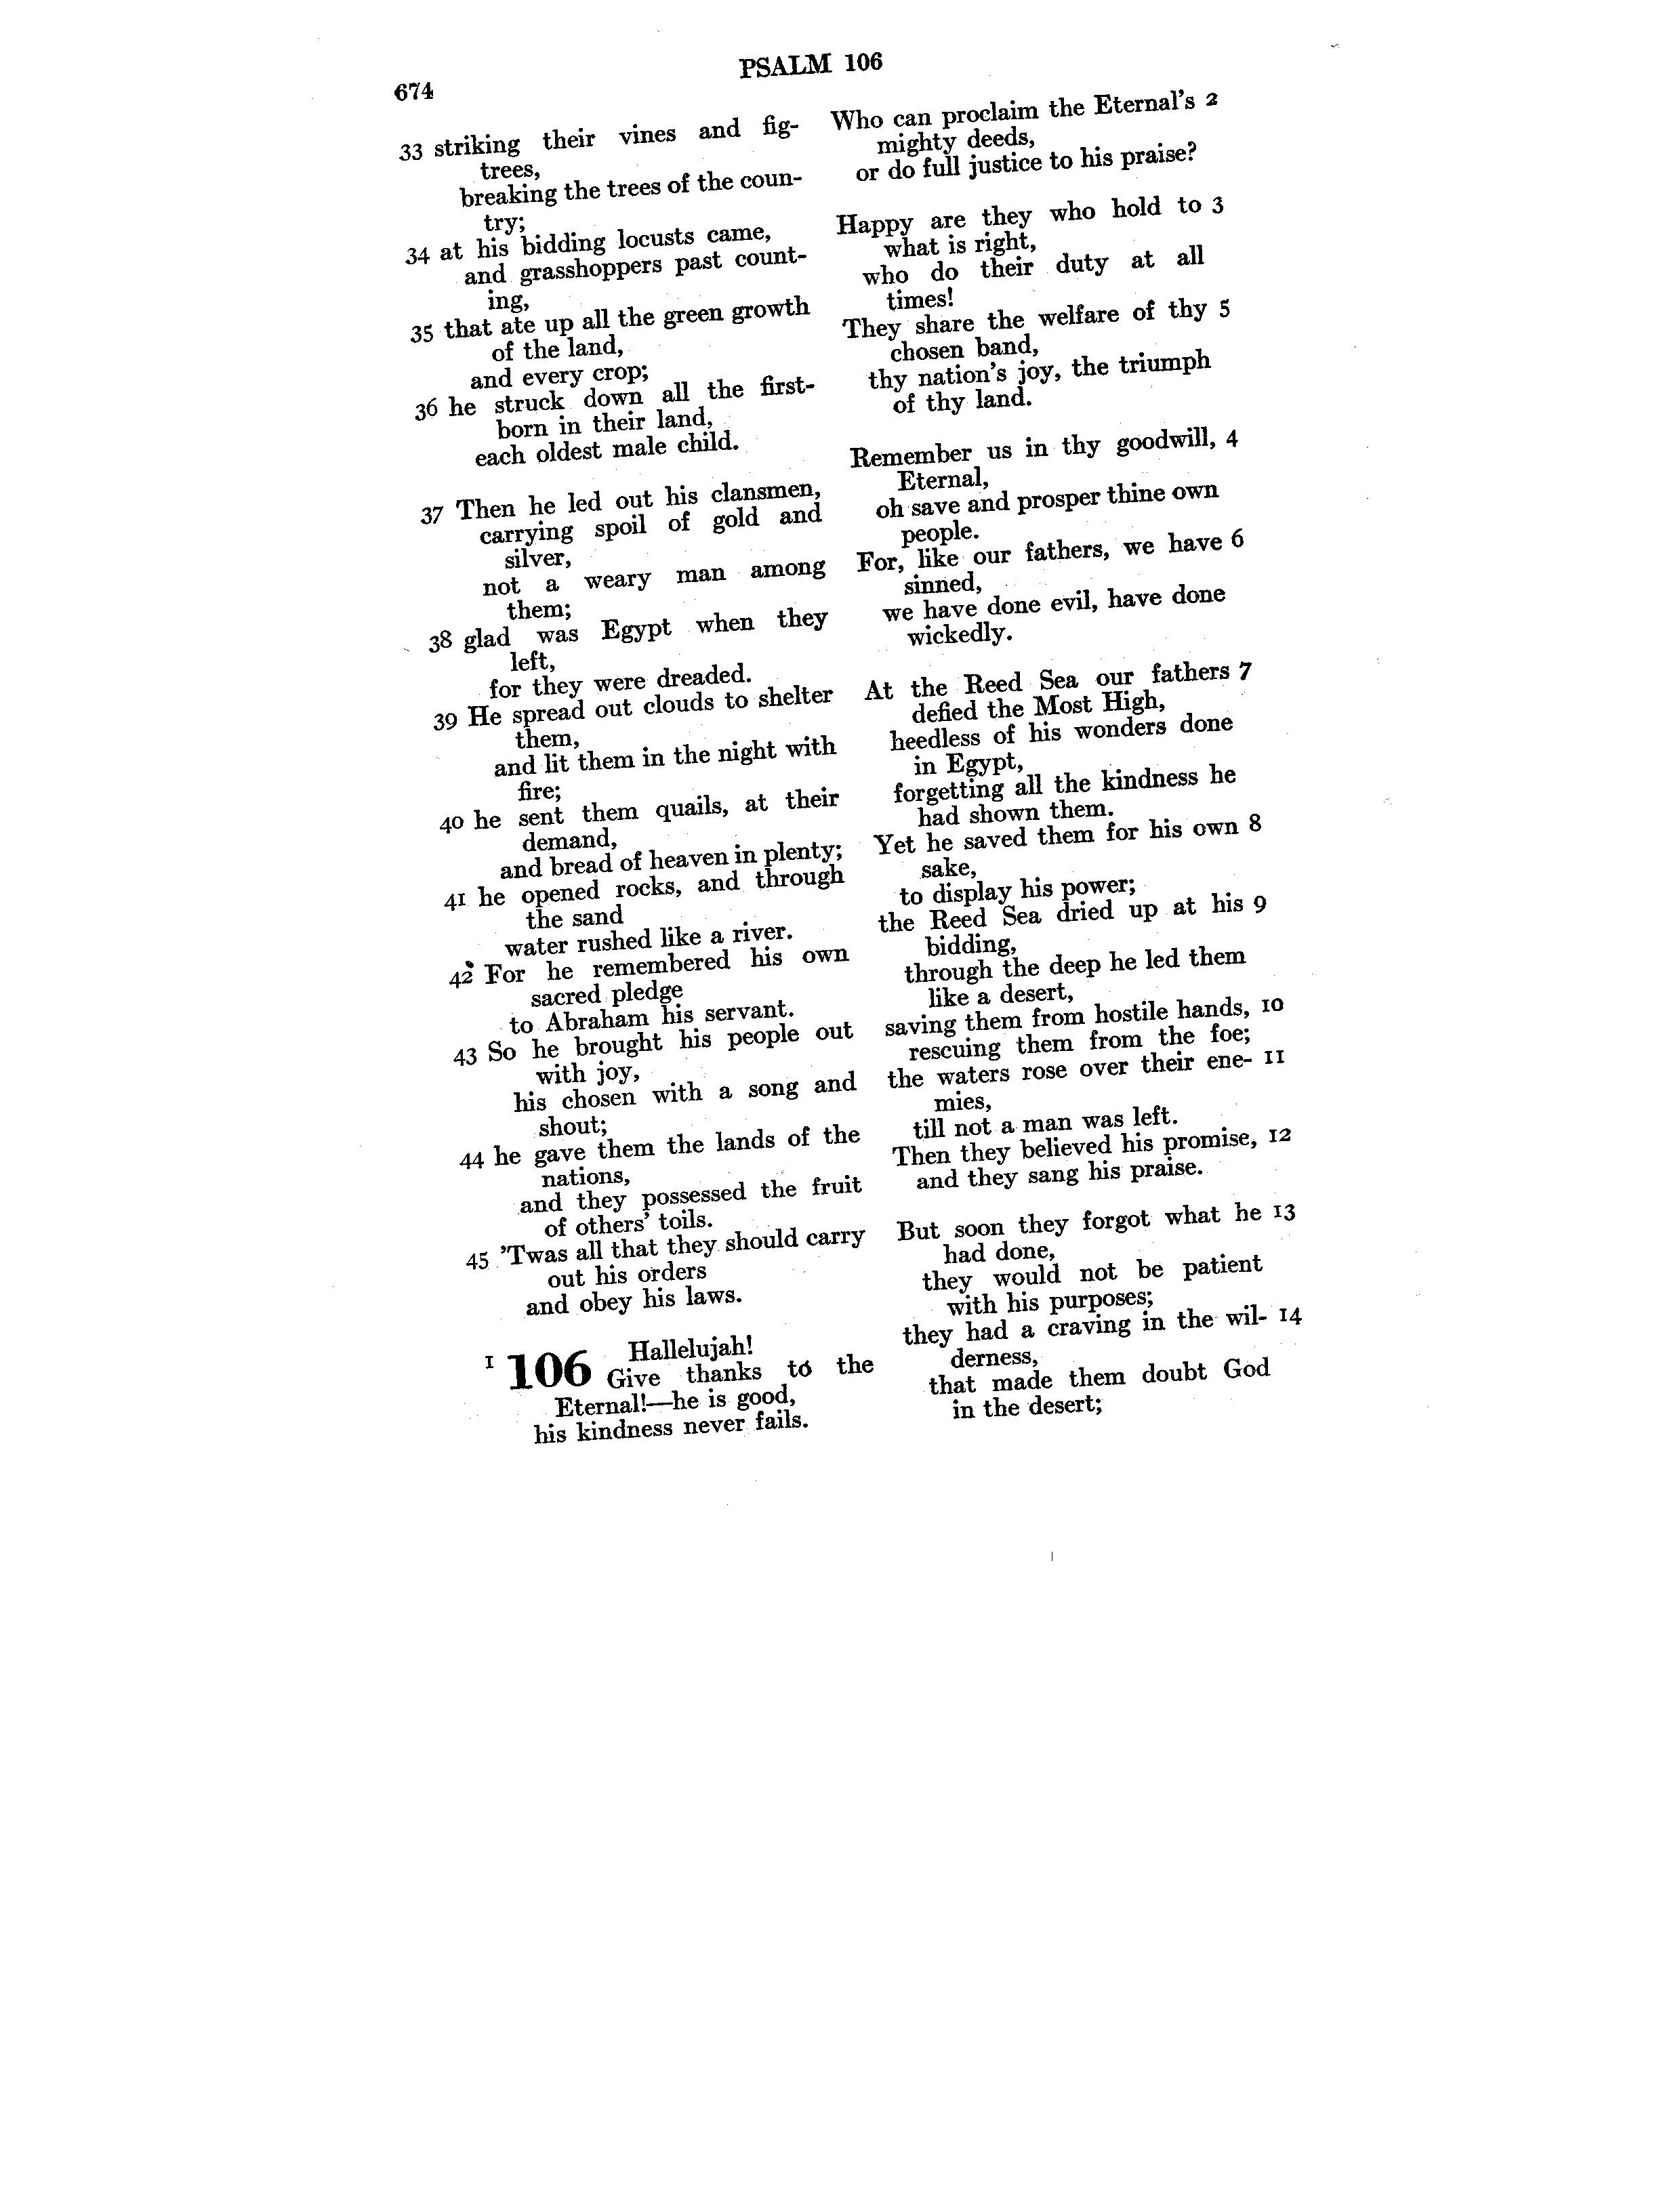 674
PSALM 106
33 striking their vines and fig-
trees,
breaking the trees of the coun-
try;
34 at his bidding locusts came,
and grasshoppers past count-
ing,
35 that ate up all the green growth
of the land,
and every crop;
36 he struck down all the first-
born in their land,
each oldest male child.
37 Then he led out his clansmen,
carrying spoil of gold and
silver,
not a weary man among
them;
38 glad was Egypt when they
left,
for they were dreaded.
39 He spread out clouds to shelter
them,
and lit them in the night with
fire;
40 he sent them quails, at their
demand,
and bread of heaven in plenty;
41 he opened rocks, and through
the sand
water rushed like a river.
42 For he remembered his own
sacred pledge
to Abraham his servant.
43 So he brought his people out
with joy,
his chosen with a song and
shout;
44 he gave them the lands of the
nations,
and they possessed the fruit
of others' toils.
45 'Twas all that they should carry
out his orders
and obey his laws.
1 106 Hallelujah!
Give thanks to the
Eternal!—he is good,
his kindness never fails.
Who can proclaim the Eternal's 2
mighty deeds,
or do full justice to his praise?
Happy are they who hold to 3
what is right,
who do their duty at all
times!
They share the welfare of thy 5
chosen band,
thy nation's joy, the triumph
of thy land.
Remember us in thy goodwill, 4
Eternal,
oh save and prosper thine own
people.
For, like our fathers, we have 6
sinned,
we have done evil, have done
wickedly.
At the Reed Sea our fathers 7
defied the Most High,
heedless of his wonders done
in Egypt,
forgetting all the kindness he
had shown them.
Yet he saved them for his own 8
sake,
to display his power;
the Reed Sea dried up at his 9
bidding,
through the deep he led them
like a desert,
saving them from hostile hands, 10
rescuing them from the foe;
the waters rose over their ene- 11
mies,
till not a man was left.
Then they believed his promise, 12
and they sang his praise.
But soon they forgot what he 13
had done,
they would not be patient
with his purposes;
they had a craving in the wil- 14
derness,
that made them doubt God
in the desert;